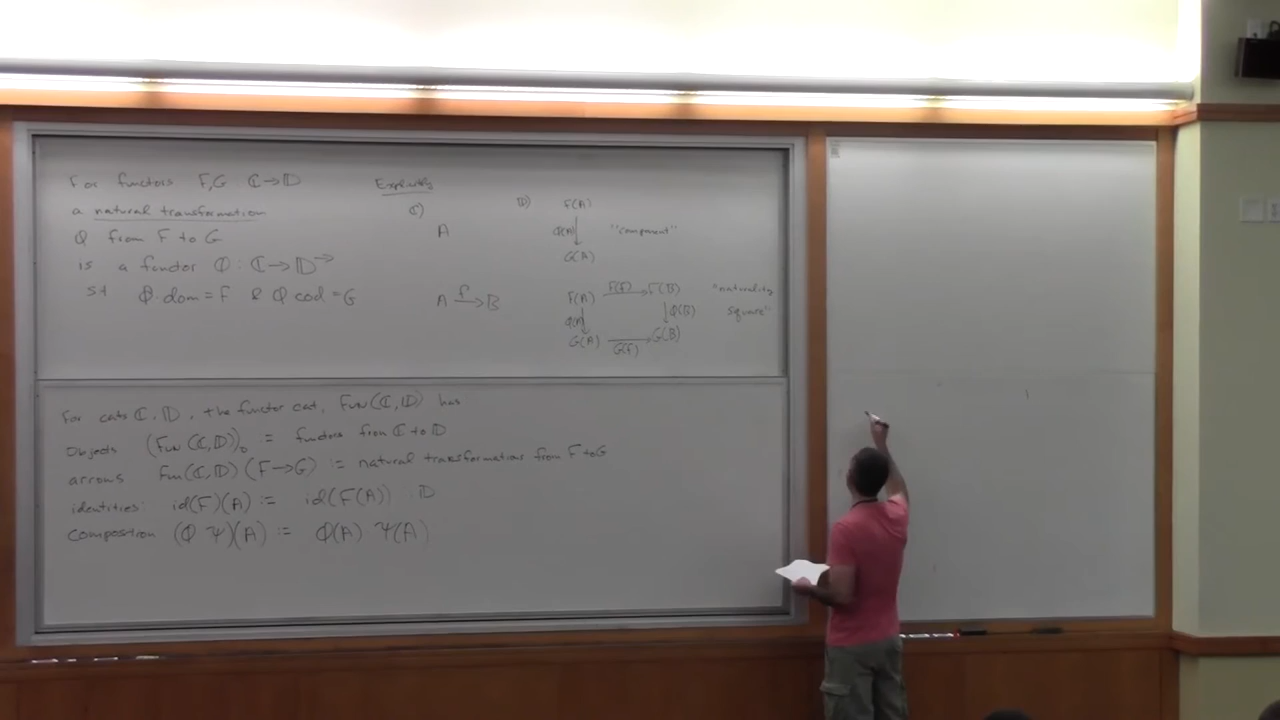 For functors F,G ℂ→𝔻
a natural transformation
φ from F to G
is a functor φ : ℂ→𝔻^→
st φ·dom = F & φ cod = G
Explicitly
ℂ) 𝔻)
A
F(A)
φ(A) ↓ "component"
G(A)
A —f→ B
F(A) —F(f)→ F(B)
φ(A) ↓ ↓ φ(B)
G(A) —G(f)→ G(B)
"naturality
square"
For cats ℂ, 𝔻, the functor cat. Fun(ℂ,𝔻) has
objects (Fun(ℂ,𝔻))₀ = functors from ℂ to 𝔻
arrows Fun(ℂ,𝔻)(F→G) := natural transformations from F to G
identities: id(F)(A) := id(F(A)) : 𝔻
composition (φ·ψ)(A) := φ(A)·ψ(A)